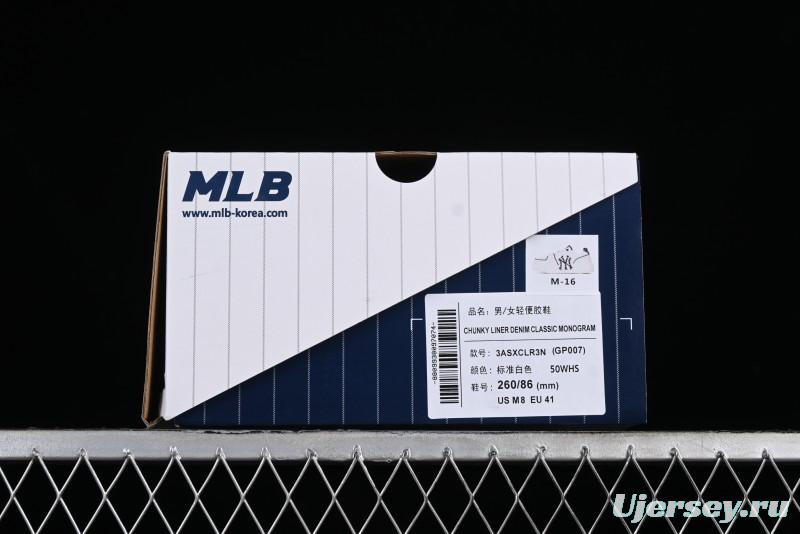 MLB
www.mlb-korea.com
NY
M-16
品名: 男/女轻便胶鞋
CHUNKY LINER DENIM CLASSIC MONOGRAM
款号: 3ASXCLR3N (GP007)
颜色: 标准白色 50WHS
鞋号: 260/86 (mm)
US M8 EU 41
Ujersey.ru